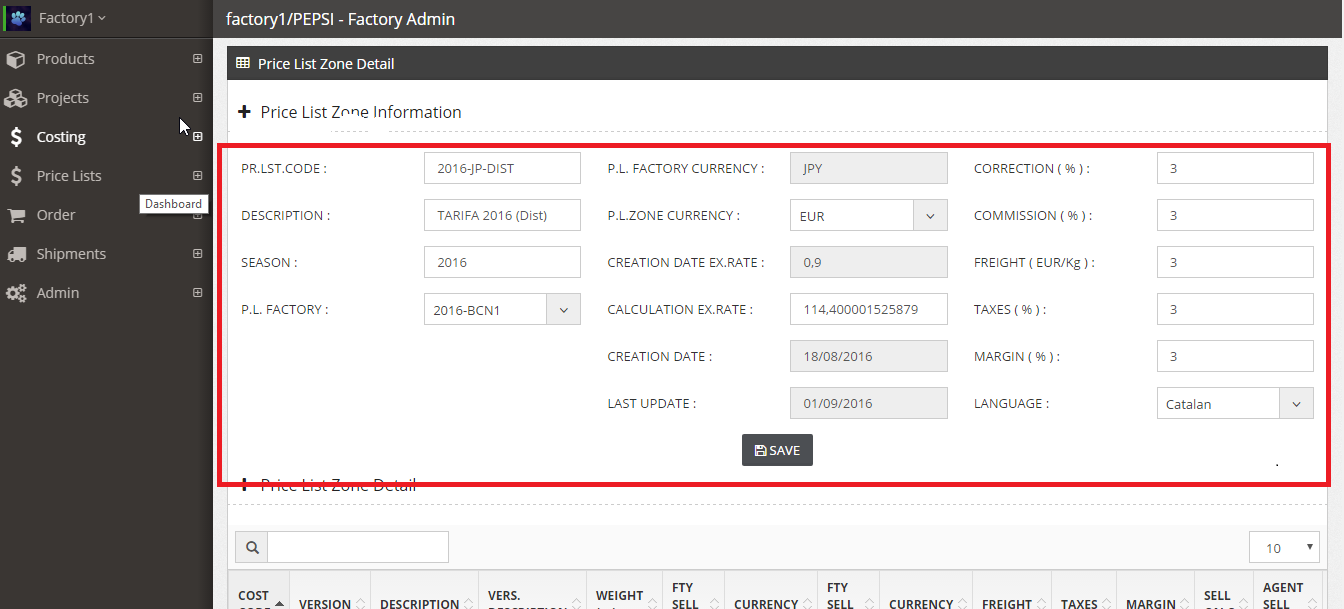 Factory1
factory1/PEPSI - Factory Admin
Products
Projects
Costing
Price Lists
Dashboard
Order
Shipments
Admin
Price List Zone Detail
Price List Zone Information
PR.LST.CODE : 2016-JP-DIST P.L. FACTORY CURRENCY : JPY CORRECTION ( % ) : 3
DESCRIPTION : TARIFA 2016 (Dist) P.L.ZONE CURRENCY : EUR COMMISSION ( % ) : 3
SEASON : 2016 CREATION DATE EX.RATE : 0,9 FREIGHT ( EUR/Kg ) : 3
P.L. FACTORY : 2016-BCN1 CALCULATION EX.RATE : 114,400001525879 TAXES ( % ) : 3
CREATION DATE : 18/08/2016 MARGIN ( % ) : 3
LAST UPDATE : 01/09/2016 LANGUAGE : Catalan
SAVE
Price List Zone Detail
10
FTY FTY AGENT
COST VERS. WEIGHT SELL
VERSION DESCRIPTION SELL CURRENCY SELL CURRENCY FREIGHT TAXES MARGIN SELL